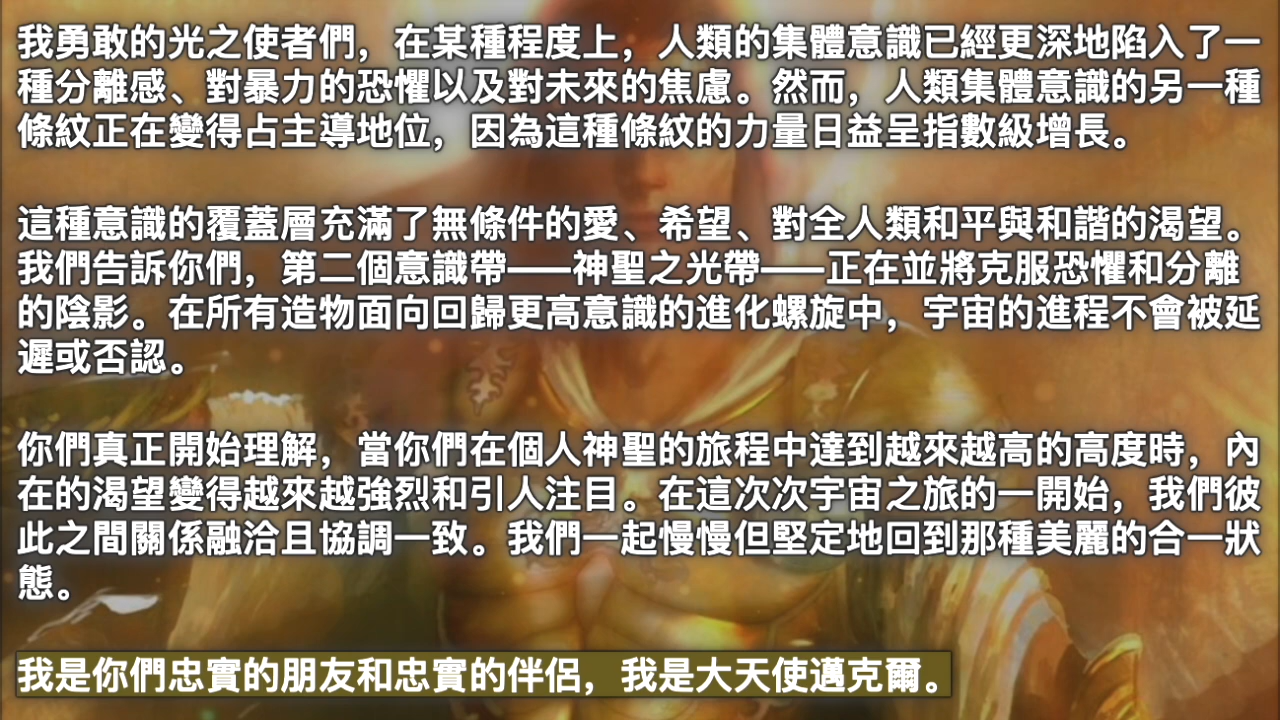 我勇敢的光之使者們，在某種程度上，人類的集體意識已經更深地陷入了一
種分離感、對暴力的恐懼以及對未來的焦慮。然而，人類集體意識的另一種
條紋正在變得占主導地位，因為這種條紋的力量日益呈指數級增長。
這種意識的覆蓋層充滿了無條件的愛、希望、對全人類和平與和諧的渴望。
我們告訴你們，第二個意識帶——神聖之光帶——正在並將克服恐懼和分離
的陰影。在所有造物面向回歸更高意識的進化螺旋中，宇宙的進程不會被延
遲或否認。
你們真正開始理解，當你們在個人神聖的旅程中達到越來越高的高度時，內
在的渴望變得越來越強烈和引人注目。在這次次宇宙之旅的一開始，我們彼
此之間關係融洽且協調一致。我們一起慢慢但堅定地回到那種美麗的合一狀
態。
我是你們忠實的朋友和忠實的伴侶，我是大天使邁克爾。